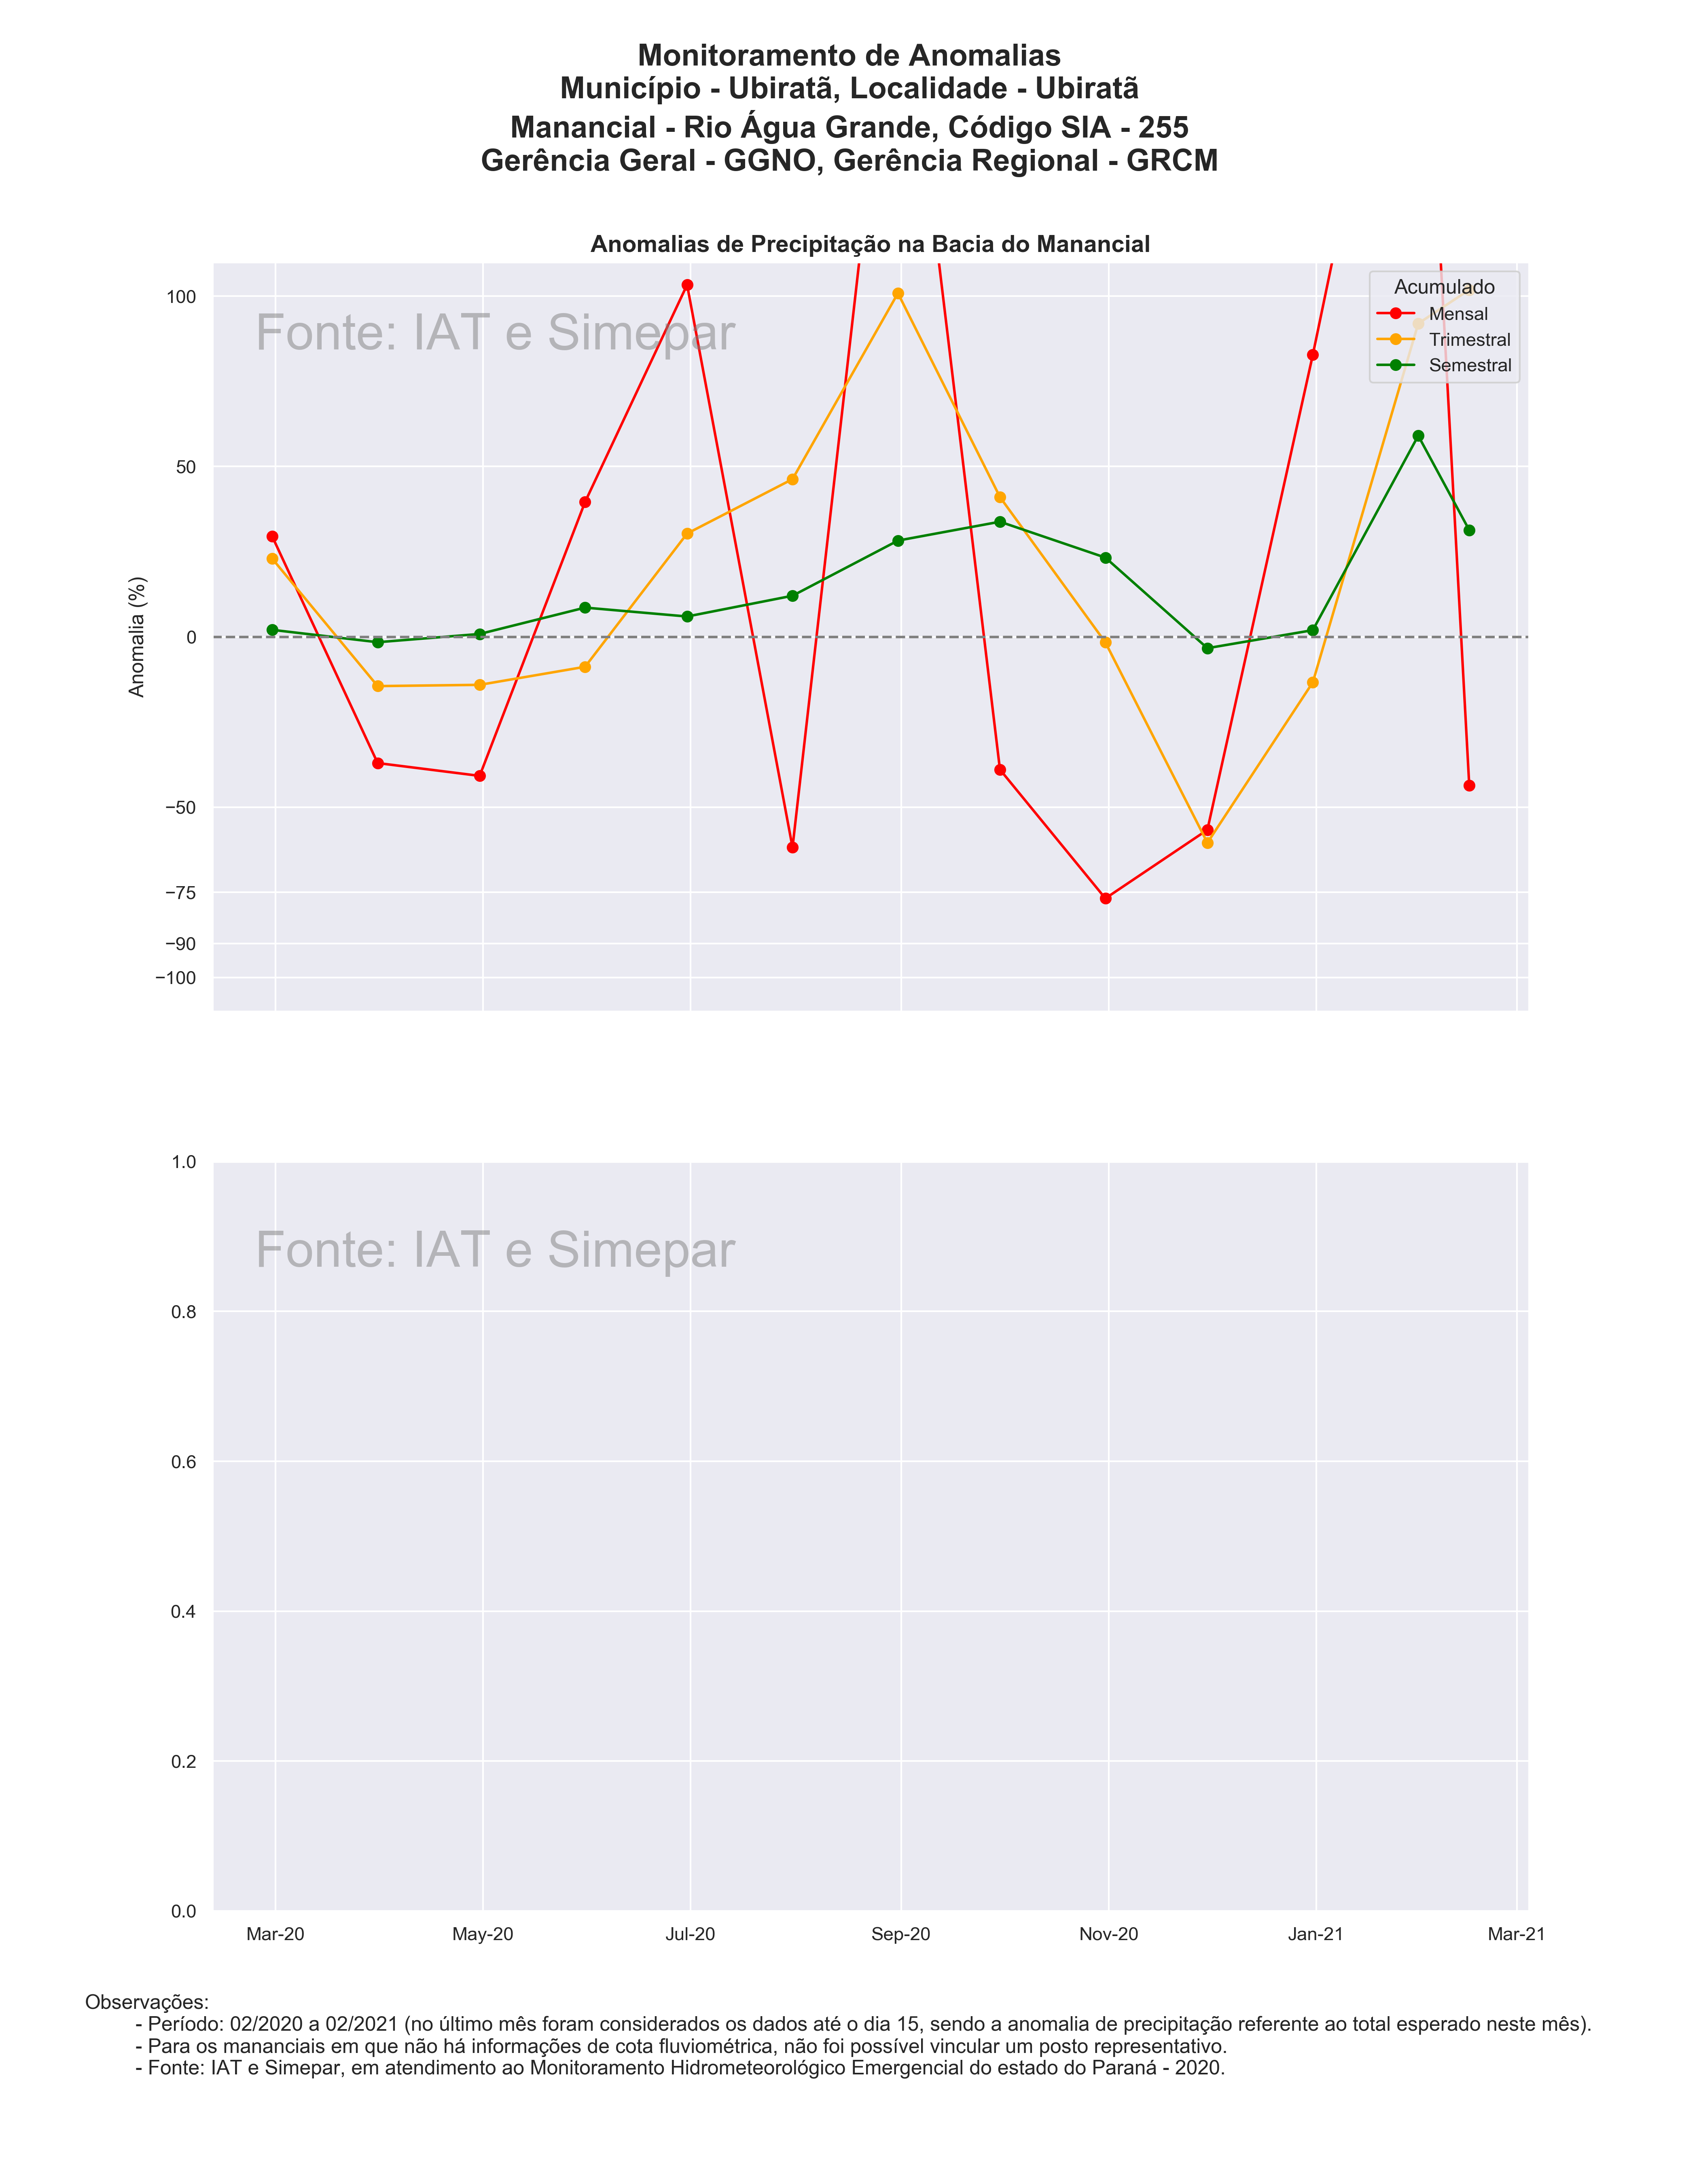 Monitoramento de Anomalias
Município - Ubiratã, Localidade - Ubiratã
Manancial - Rio Água Grande, Código SIA - 255
Gerência Geral - GGNO, Gerência Regional - GRCM
Anomalias de Precipitação na Bacia do Manancial
Fonte: IAT e Simepar
Acumulado
Mensal
Trimestral
Semestral
Anomalia (%)
100
50
0
−50
−75
−90
−100
Fonte: IAT e Simepar
1.0
0.8
0.6
0.4
0.2
0.0
Mar-20 May-20 Jul-20 Sep-20 Nov-20 Jan-21 Mar-21
Observações:
- Período: 02/2020 a 02/2021 (no último mês foram considerados os dados até o dia 15, sendo a anomalia de precipitação referente ao total esperado neste mês).
- Para os mananciais em que não há informações de cota fluviométrica, não foi possível vincular um posto representativo.
- Fonte: IAT e Simepar, em atendimento ao Monitoramento Hidrometeorológico Emergencial do estado do Paraná - 2020.